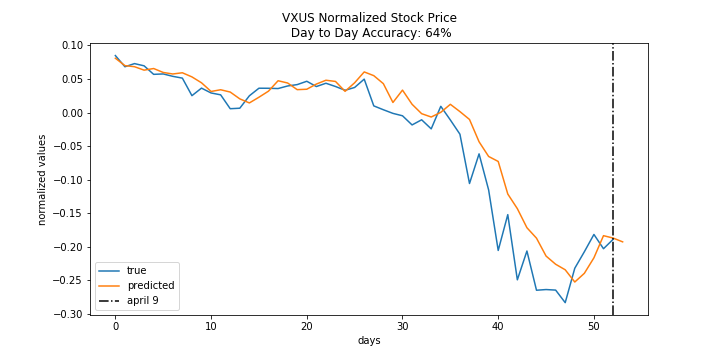 VXUS Normalized Stock Price
Day to Day Accuracy: 64%
normalized values
0.10
0.05
0.00
−0.05
−0.10
−0.15
−0.20
−0.25
−0.30
true
predicted
april 9
0 10 20 30 40 50
days